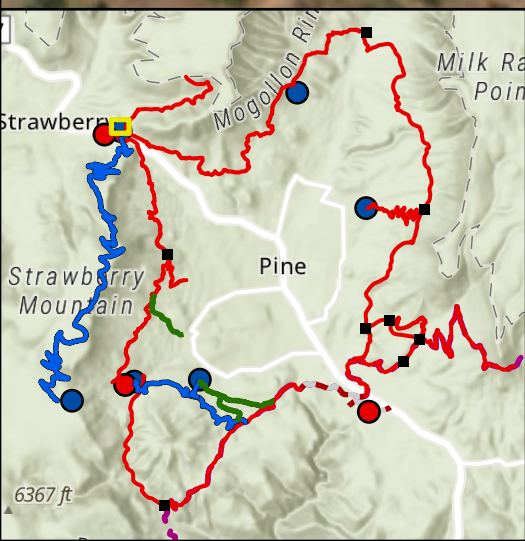 Mogollon Rim
Milk Ra
Poin
Strawberry
Pine
Strawberry
Mountain
6367 ft